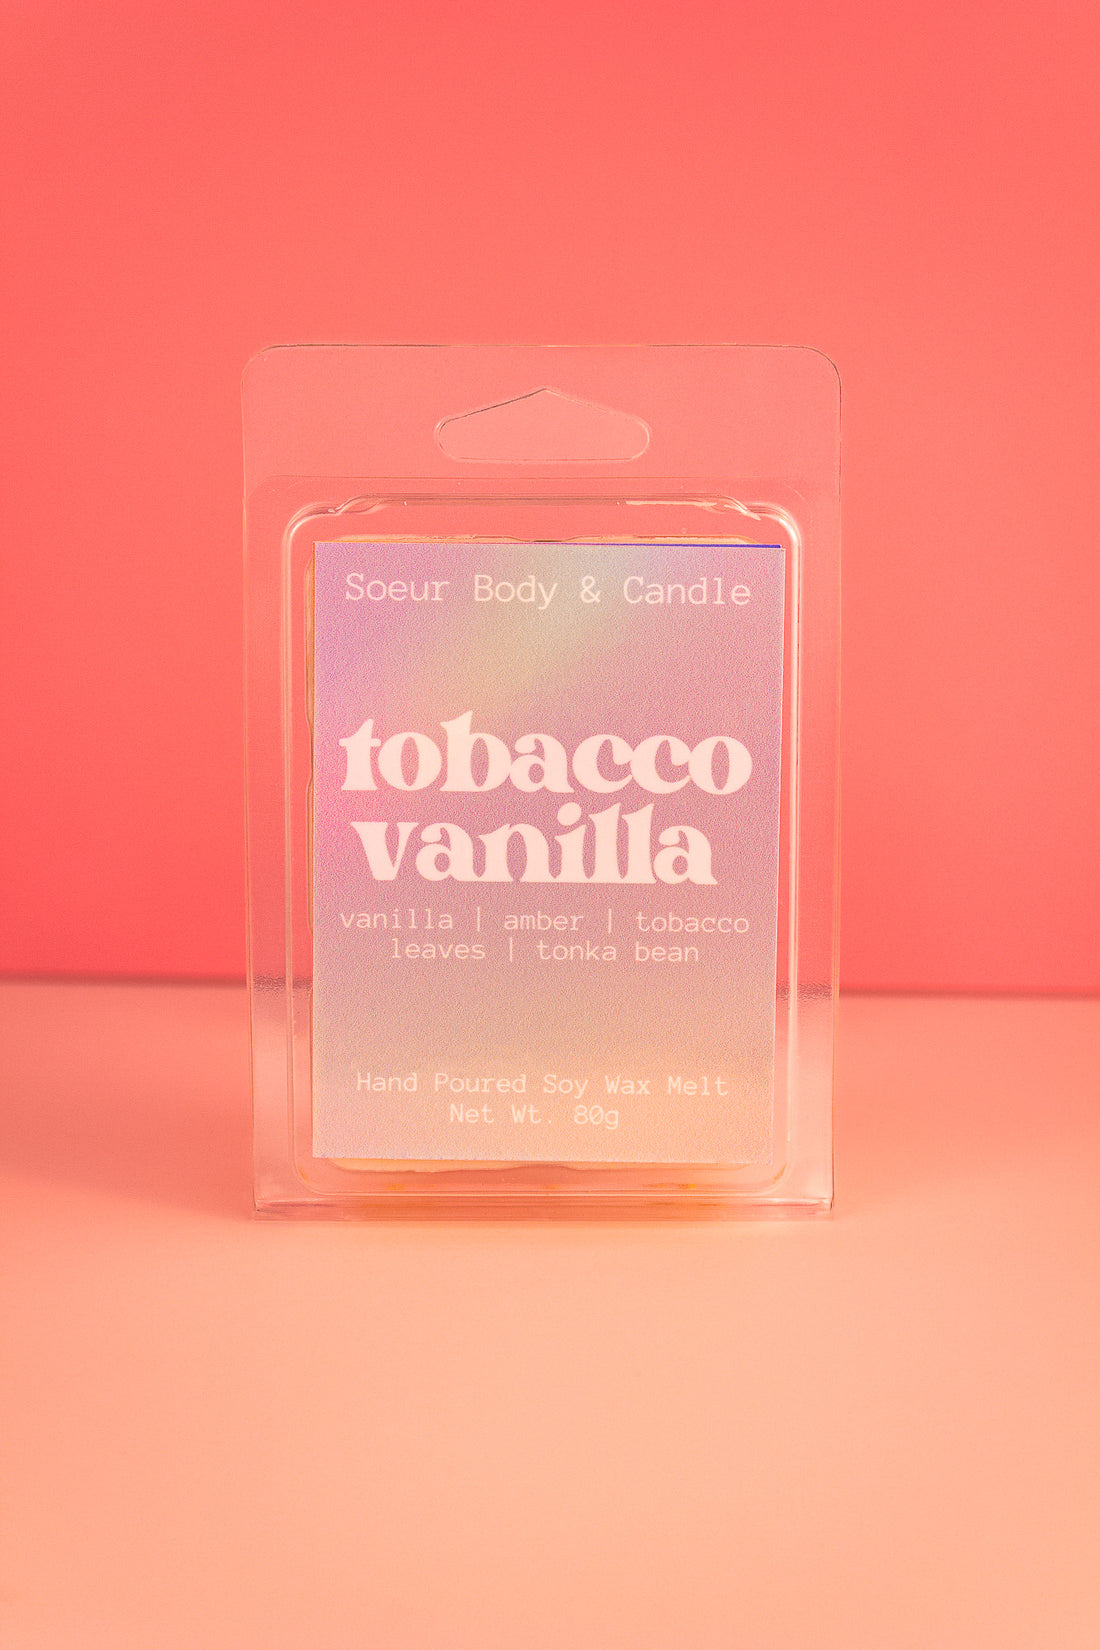 Soeur Body & Candle
tobacco
vanilla
vanilla | amber | tobacco
leaves | tonka bean
Hand Poured Soy Wax Melt
Net Wt. 80g